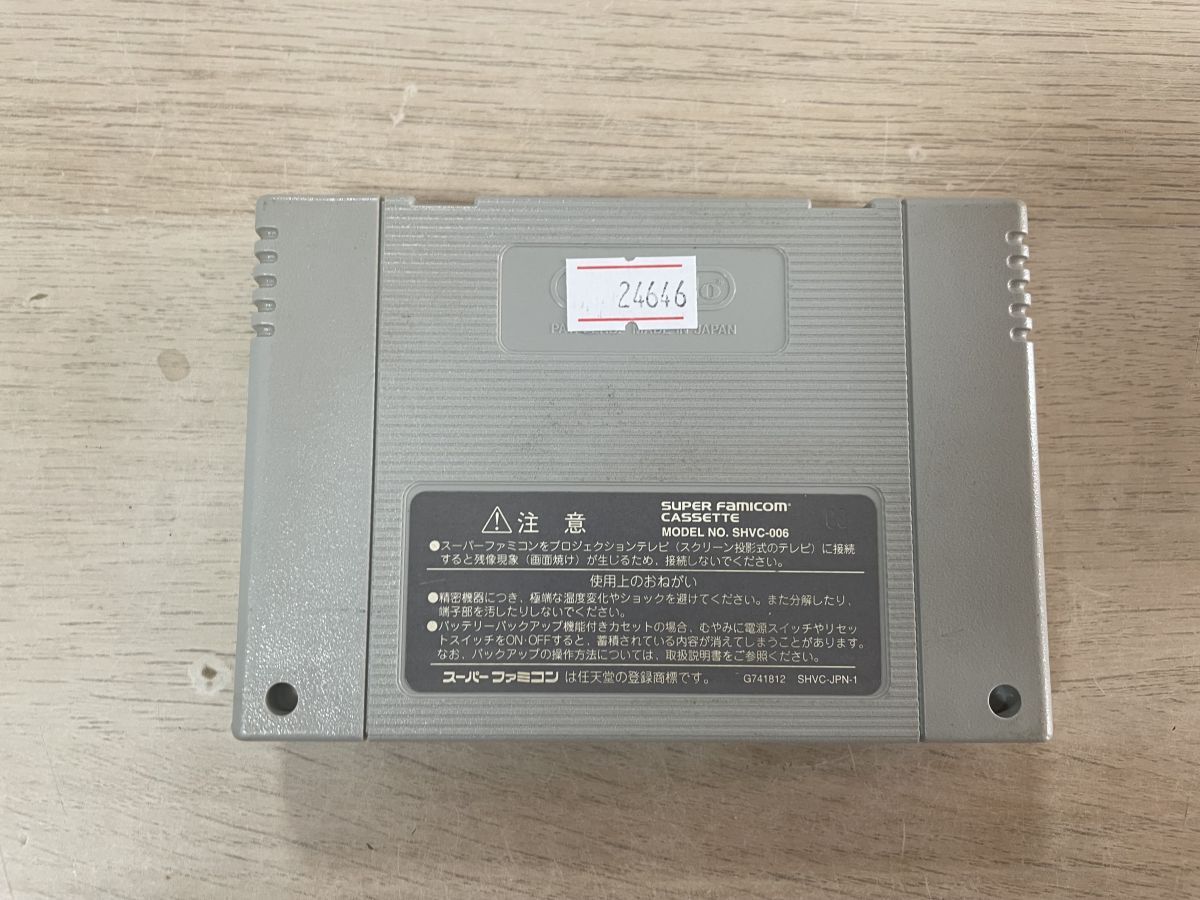 24646
MADE IN JAPAN
注 意
SUPER FAMICOM
CASSETTE
MODEL NO. SHVC-006
●スーパーファミコンをプロジェクションテレビ（スクリーン投影式のテレビ）に接続
すると残像現象（画面焼け）が生じるため、接続しないでください。
使用上のおねがい
●精密機器につき、極端な温度変化やショックを避けてください。また分解したり、
端子部を汚したりしないでください。
●バッテリーバックアップ機能付きカセットの場合、むやみに電源スイッチやリセッ
トスイッチをON·OFFすると、蓄積されている内容が消えてしまうことがあります。
なお、バックアップの操作方法については、取扱説明書をご参照ください。
スーパーファミコンは任天堂の登録商標です。 G741812 SHVC-JPN-1